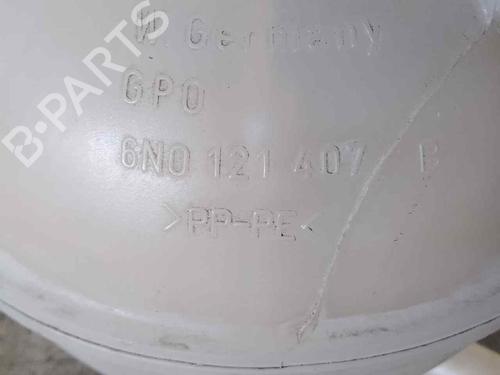 W. Germany
GPO
6N0 121 407 B
>PP-PE<
B-PARTS